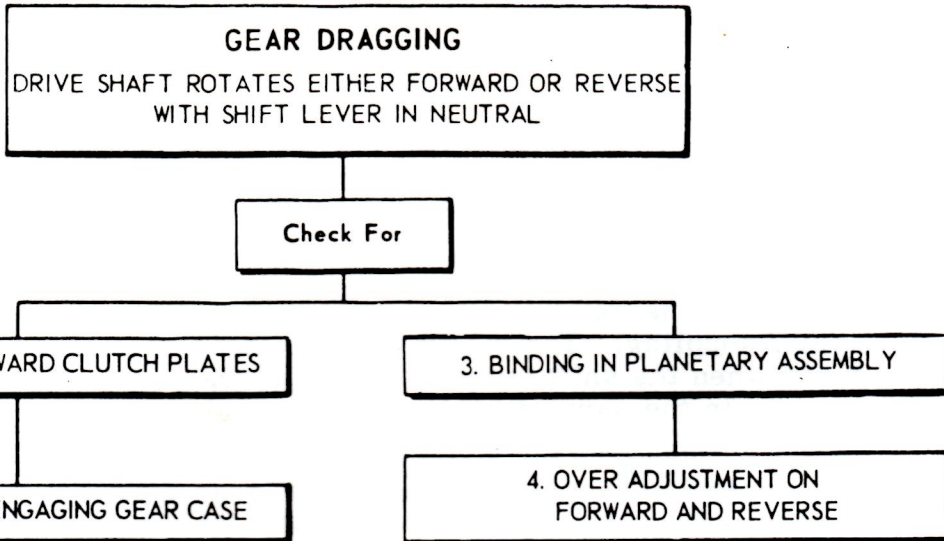 GEAR DRAGGING
DRIVE SHAFT ROTATES EITHER FORWARD OR REVERSE
WITH SHIFT LEVER IN NEUTRAL
Check For
WARD CLUTCH PLATES
NGAGING GEAR CASE
3. BINDING IN PLANETARY ASSEMBLY
4. OVER ADJUSTMENT ON
FORWARD AND REVERSE